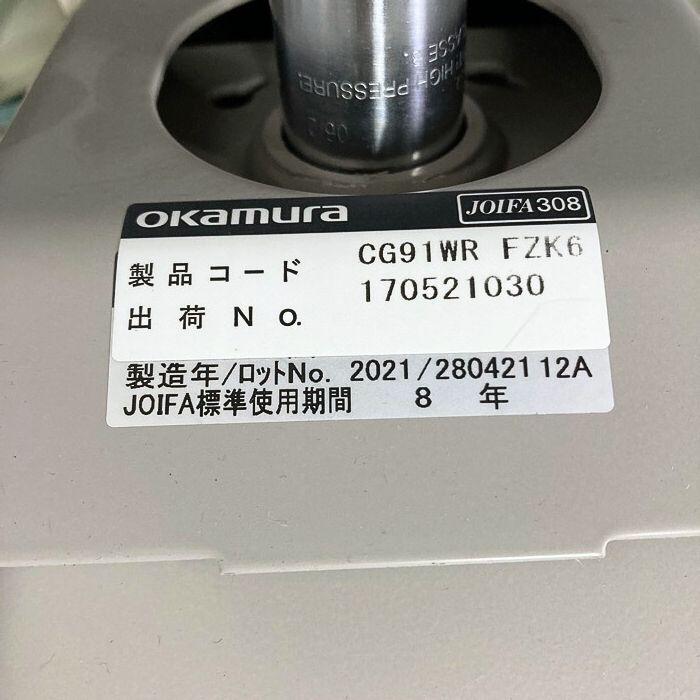 CLASSE 3.
HIGH PRESSURE!
okamura
JOIFA308
製品コード CG91WR FZK6
出荷No. 170521030
製造年/ロットNo. 2021/28042112A
JOIFA標準使用期間 8 年